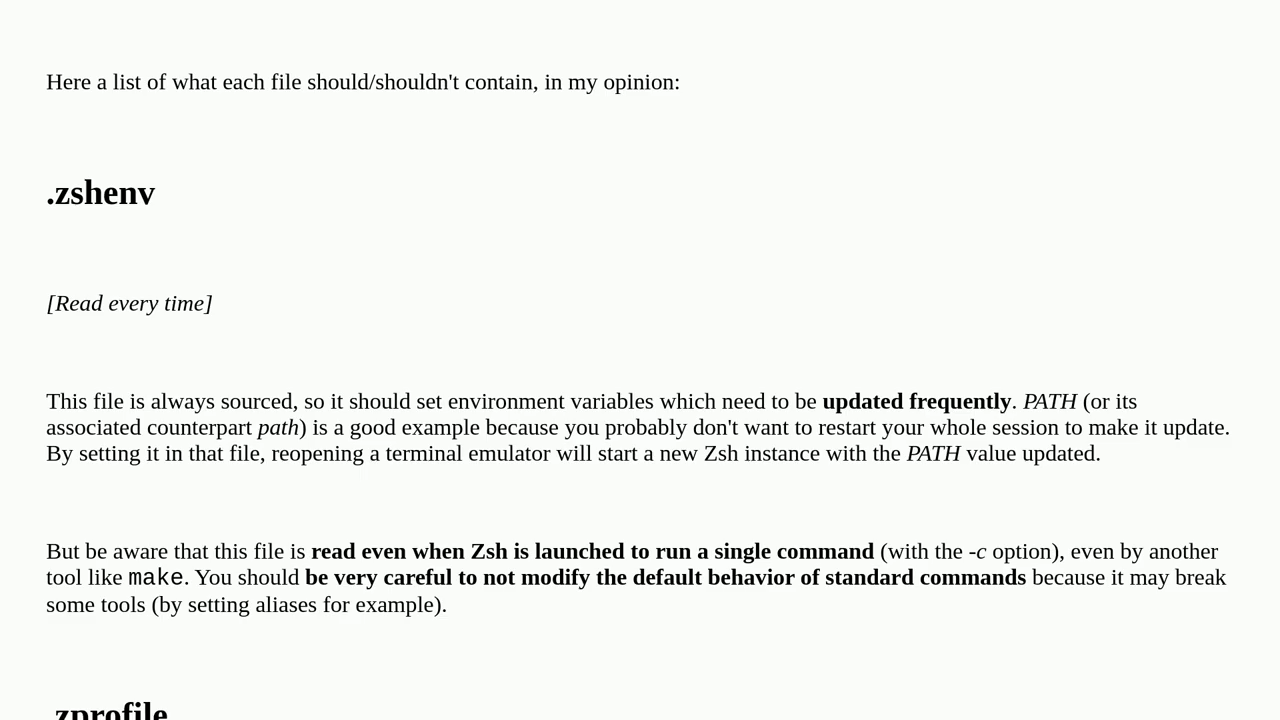 Here a list of what each file should/shouldn't contain, in my opinion:
.zshenv
[Read every time]
This file is always sourced, so it should set environment variables which need to be updated frequently. PATH (or its
associated counterpart path) is a good example because you probably don't want to restart your whole session to make it update.
By setting it in that file, reopening a terminal emulator will start a new Zsh instance with the PATH value updated.
But be aware that this file is read even when Zsh is launched to run a single command (with the -c option), even by another
tool like make. You should be very careful to not modify the default behavior of standard commands because it may break
some tools (by setting aliases for example).
.zprofile